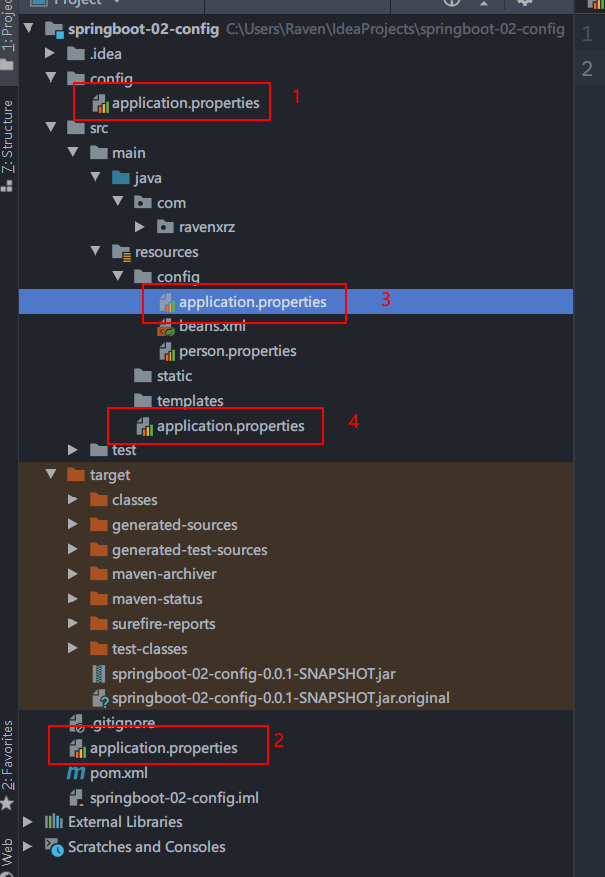 Project
springboot-02-config C:\Users\Raven\IdeaProjects\springboot-02-config
.idea
config
application.properties 1
src
main
java
com
ravenxrz
resources
config
application.properties 3
beans.xml
person.properties
static
templates
application.properties 4
test
target
classes
generated-sources
generated-test-sources
maven-archiver
maven-status
surefire-reports
test-classes
springboot-02-config-0.0.1-SNAPSHOT.jar
springboot-02-config-0.0.1-SNAPSHOT.jar.original
.gitignore
application.properties 2
pom.xml
springboot-02-config.iml
External Libraries
Scratches and Consoles
1: Project
7: Structure
2: Favorites
Web
1
2